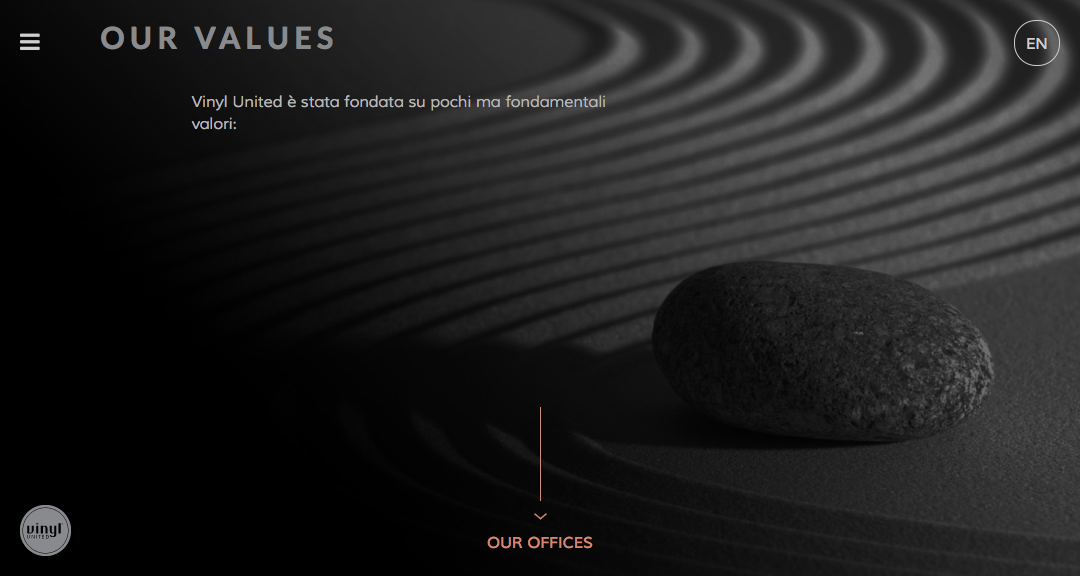 OUR VALUES
EN
Vinyl United è stata fondata su pochi ma fondamentali
valori:
vinyl
UNITED
OUR OFFICES